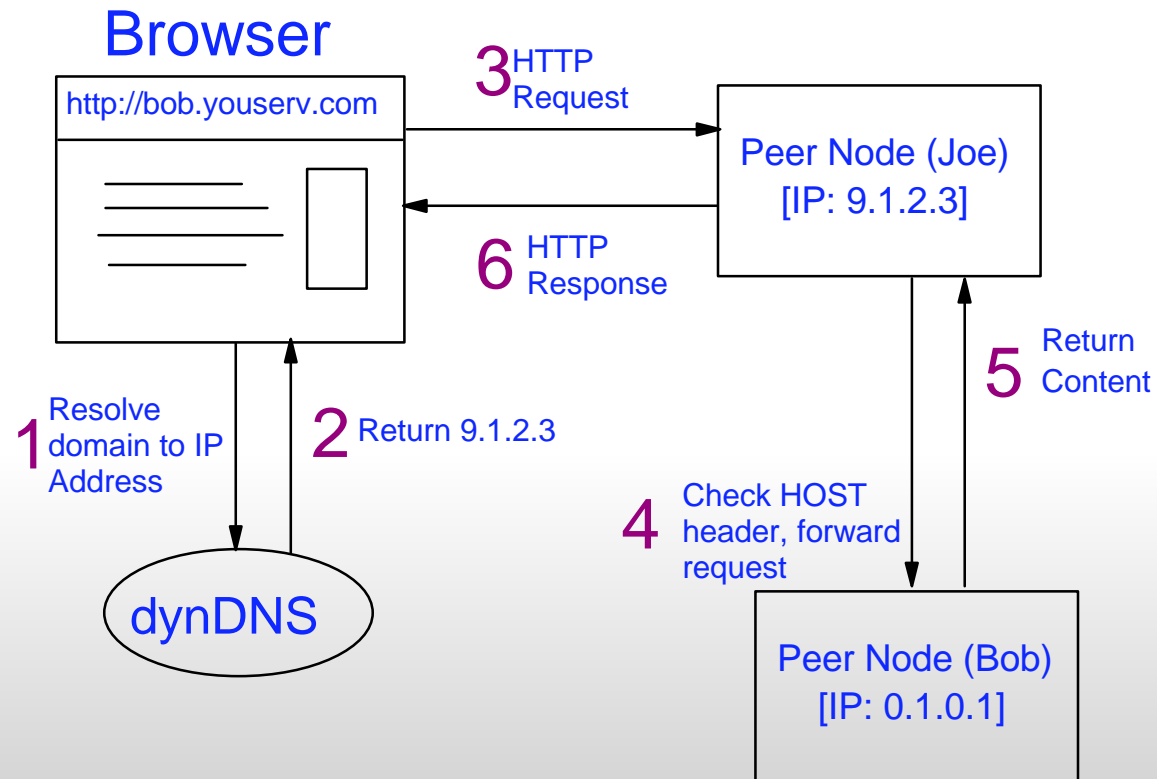 Browser
http://bob.youserv.com
3 HTTP
Request
Peer Node (Joe)
[IP: 9.1.2.3]
6 HTTP
Response
1 Resolve
domain to IP
Address
2 Return 9.1.2.3
5 Return
Content
4 Check HOST
header, forward
request
dynDNS
Peer Node (Bob)
[IP: 0.1.0.1]